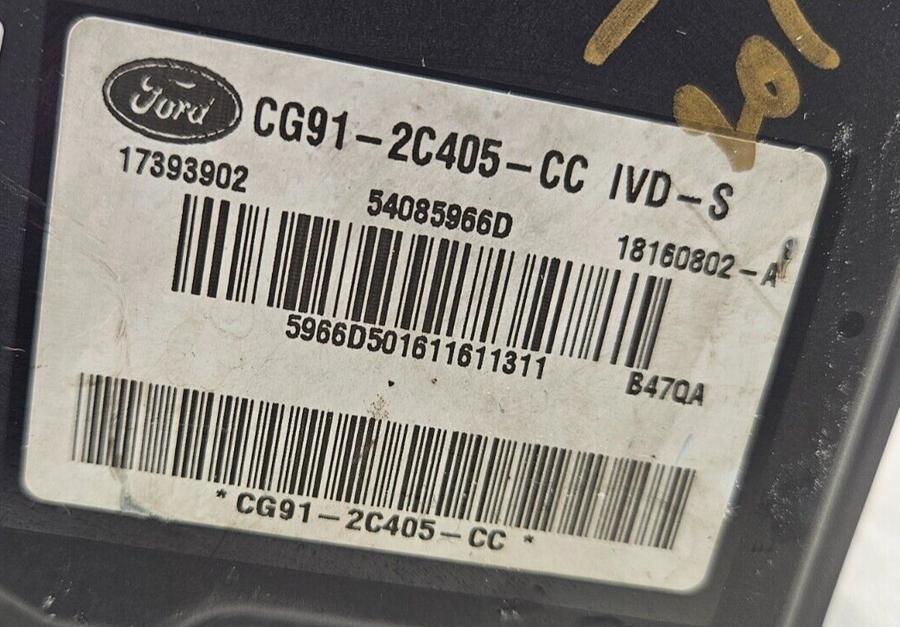 Ford
CG91-2C405-CC IVD-S
17393902
54085966D
18160802-A
5966D501611611311
B47QA
* CG91-2C405-CC *